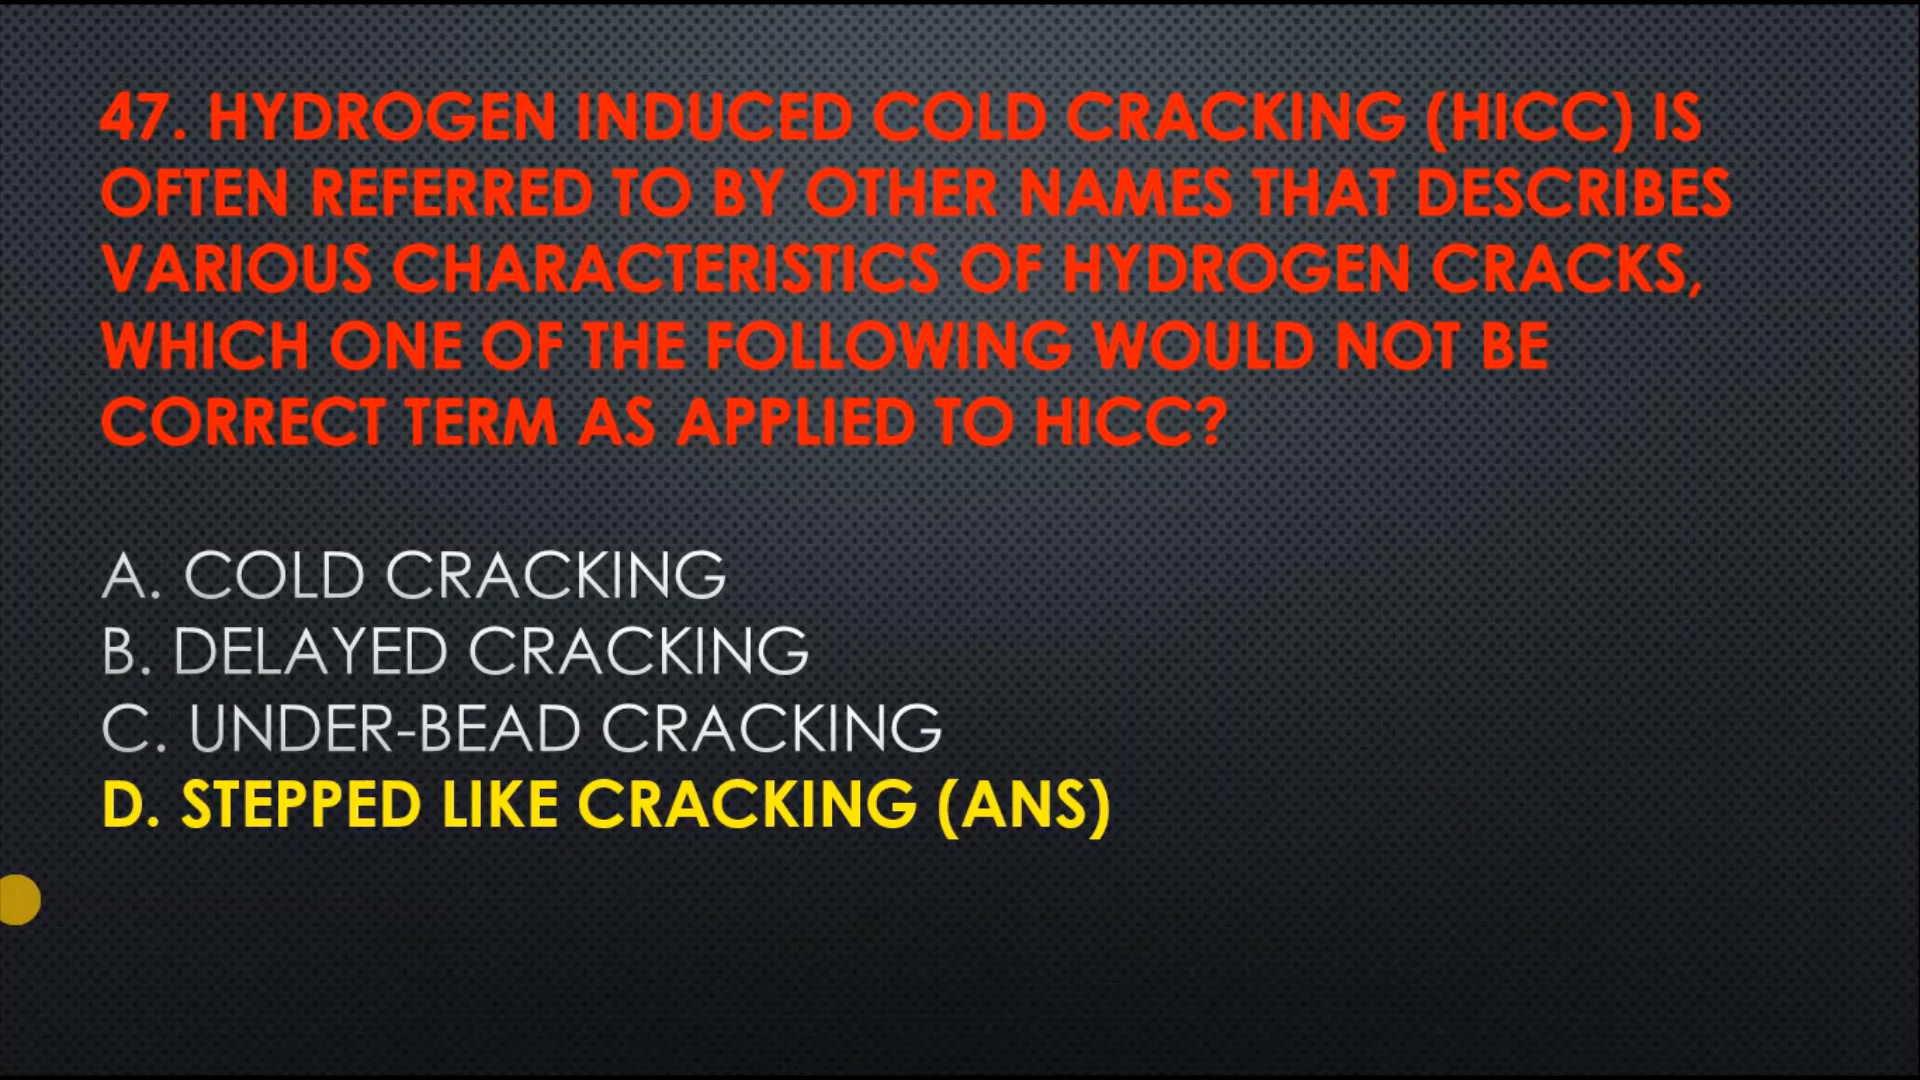 47. HYDROGEN INDUCED COLD CRACKING (HICC) IS
OFTEN REFERRED TO BY OTHER NAMES THAT DESCRIBES
VARIOUS CHARACTERISTICS OF HYDROGEN CRACKS,
WHICH ONE OF THE FOLLOWING WOULD NOT BE
CORRECT TERM AS APPLIED TO HICC?
A. COLD CRACKING
B. DELAYED CRACKING
C. UNDER-BEAD CRACKING
D. STEPPED LIKE CRACKING (ANS)